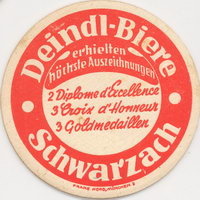 Deindl-Biere
erhielten
höchste Auszeichnungen
2 Diplome d'Excellence
3 Croix d'Honneur
3 Goldmedaillen
Schwarzach